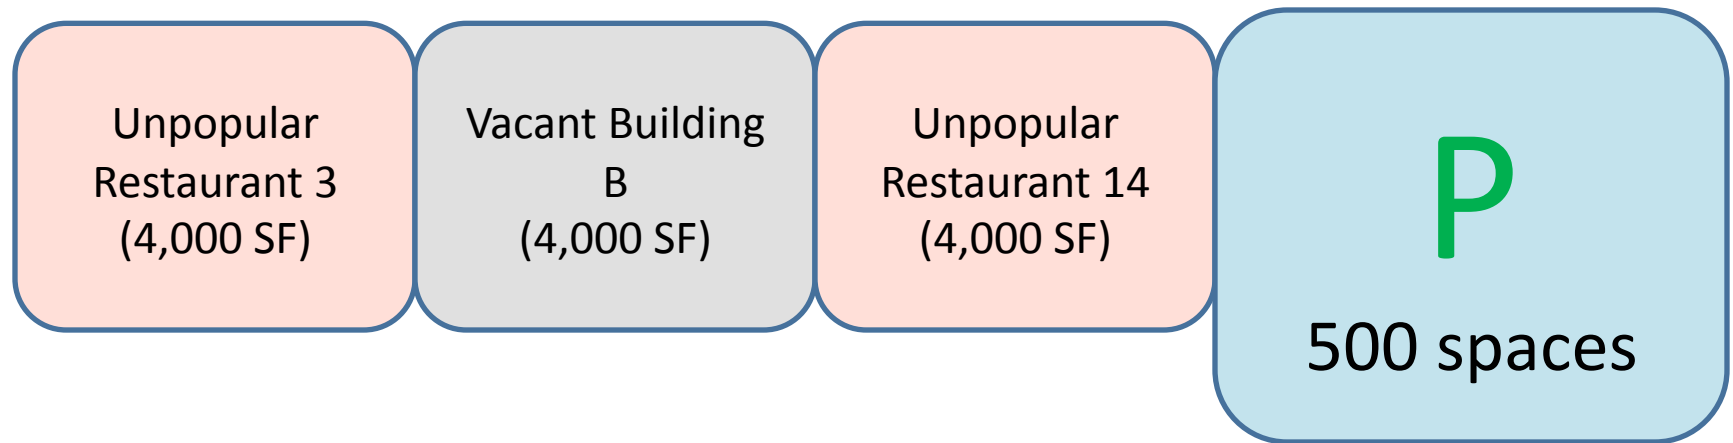 Unpopular
Restaurant 3
(4,000 SF)
Vacant Building
B
(4,000 SF)
Unpopular
Restaurant 14
(4,000 SF)
P
500 spaces